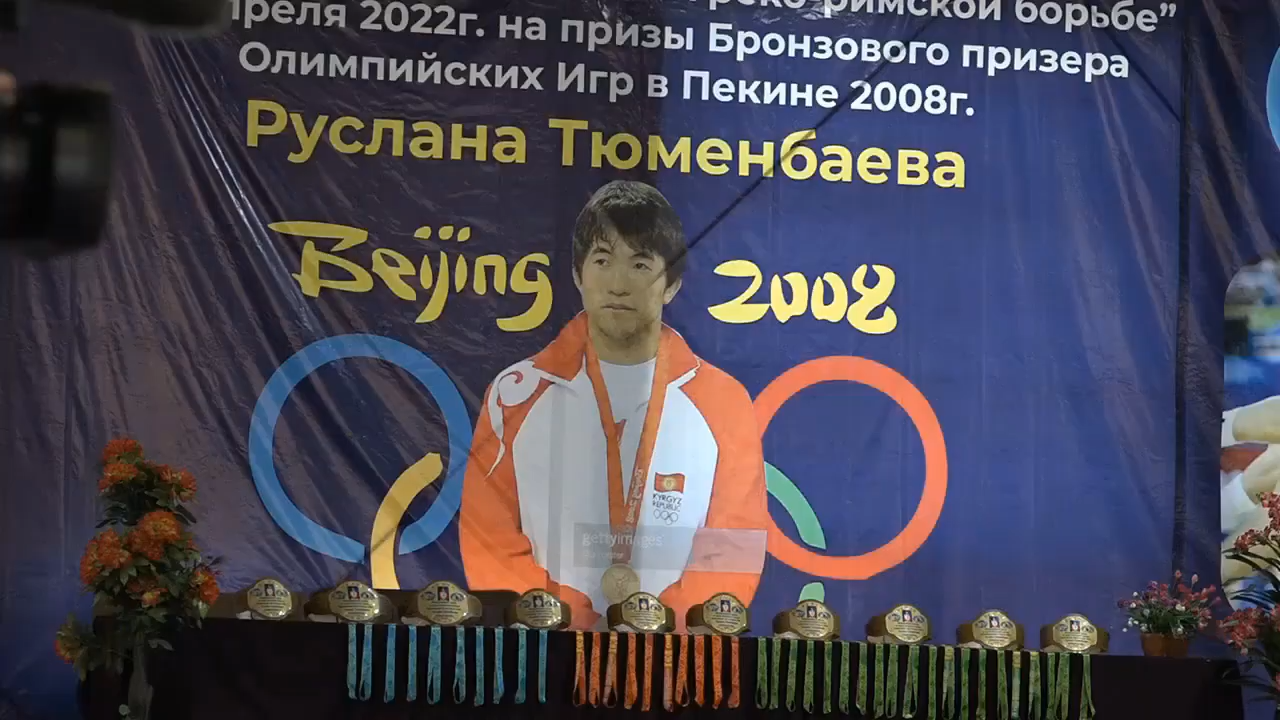 римской борьбе”
преля 2022г. на призы Бронзового призера
Олимпийских Игр в Пекине 2008г.
Руслана Тюменбаева
Beijing 2008
KYRGYZ
REPUBLIC
gettyimages